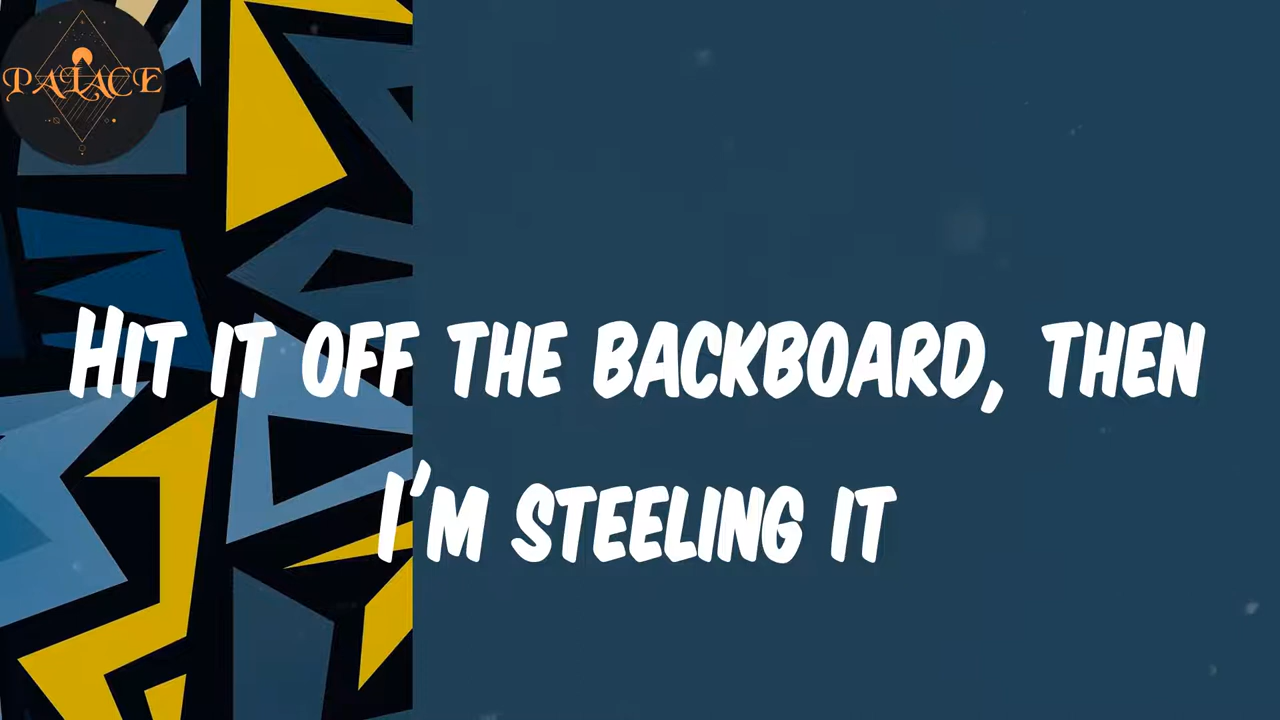 PALACE
HIT IT OFF THE BACKBOARD, THEN
I'M STEELING IT